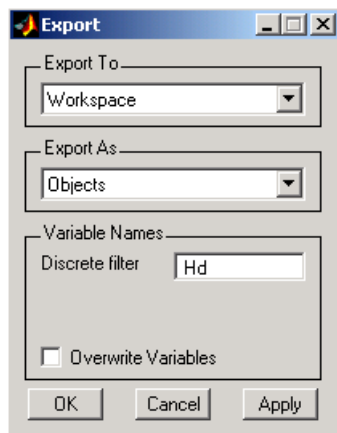 Export
Export To
Workspace
Export As
Objects
Variable Names
Discrete filter Hd
Overwrite Variables
OK Cancel Apply